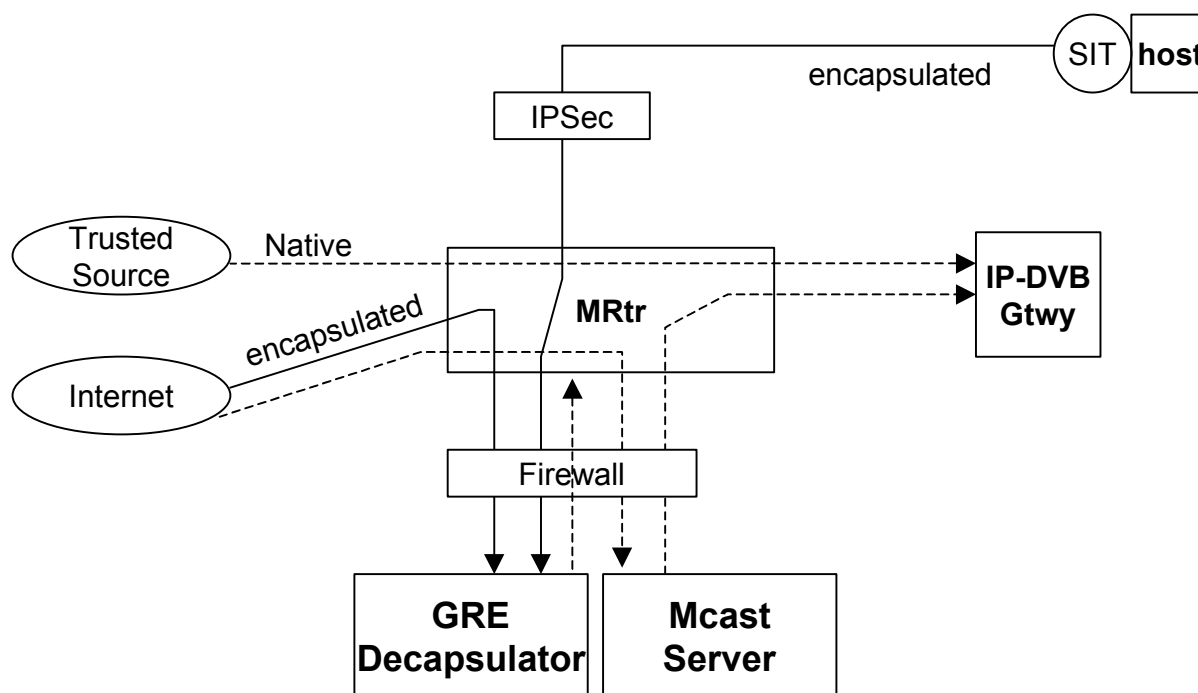 SIT
host
encapsulated
IPSec
Trusted
Source
Native
MRtr
IP-DVB
Gtwy
encapsulated
Internet
Firewall
GRE
Decapsulator
Mcast
Server